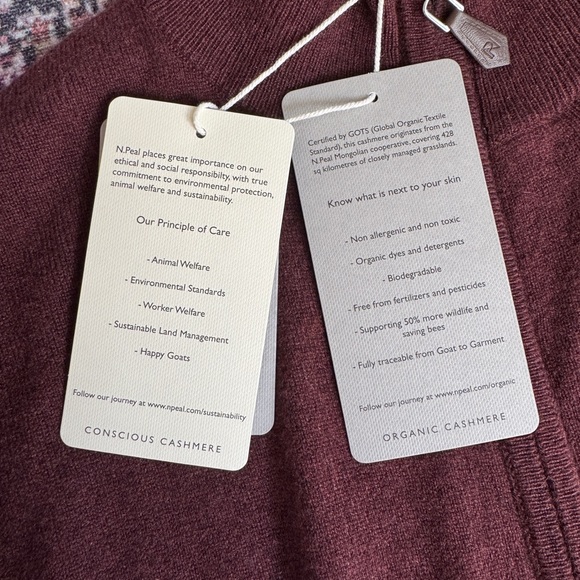 N.Peal places great importance on our
ethical and social responsibilty, with true
commitment to environmental protection,
animal welfare and sustainability.
Our Principle of Care
- Animal Welfare
- Environmental Standards
- Worker Welfare
- Sustainable Land Management
- Happy Goats
Follow our journey at www.npeal.com/sustainability
CONSCIOUS CASHMERE
Certified by GOTS (Global Organic Textile
Standard), this cashmere originates from the
N.Peal Mongolian cooperative, covering 428
sq kilometres of closely managed grasslands.
Know what is next to your skin
- Non allergenic and non toxic
- Organic dyes and detergents
- Biodegradable
- Free from fertilizers and pesticides
- Supporting 50% more wildlife and
saving bees
- Fully traceable from Goat to Garment
Follow our journey at www.npeal.com/organic
ORGANIC CASHMERE